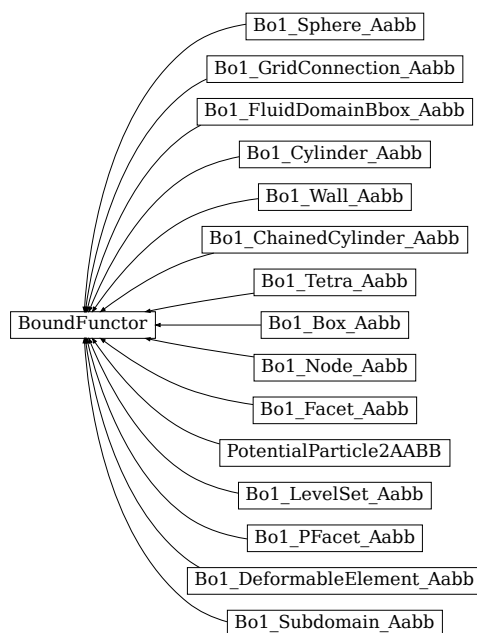 Bo1_Sphere_Aabb
Bo1_GridConnection_Aabb
Bo1_FluidDomainBbox_Aabb
Bo1_Cylinder_Aabb
Bo1_Wall_Aabb
Bo1_ChainedCylinder_Aabb
Bo1_Tetra_Aabb
BoundFunctor
Bo1_Box_Aabb
Bo1_Node_Aabb
Bo1_Facet_Aabb
PotentialParticle2AABB
Bo1_LevelSet_Aabb
Bo1_PFacet_Aabb
Bo1_DeformableElement_Aabb
Bo1_Subdomain_Aabb